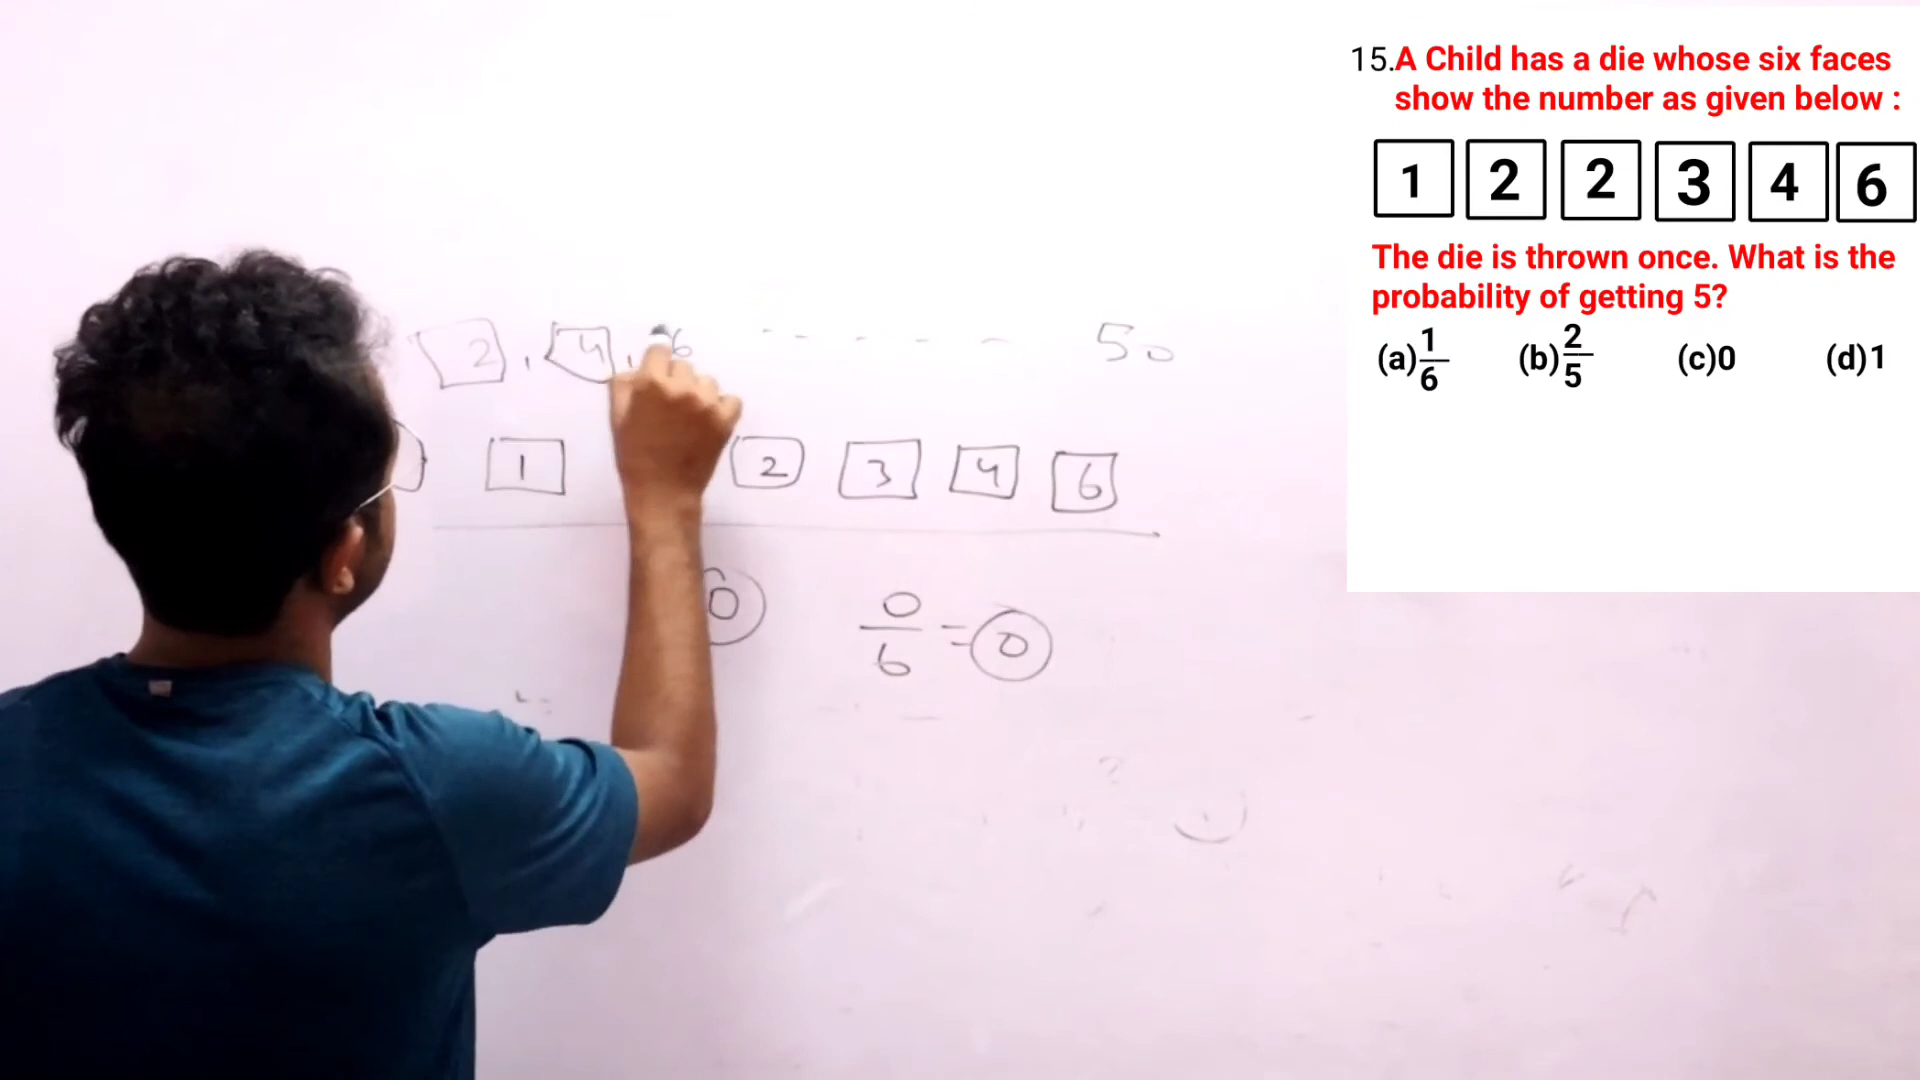 15. A Child has a die whose six faces
show the number as given below :
1 2 2 3 4 6
The die is thrown once. What is the
probability of getting 5?
(a) 1/6 (b) 2/5 (c) 0 (d) 1
2 , 4 , 6 - - - - - 50
1 2 3 4 6
0 0/6 = 0